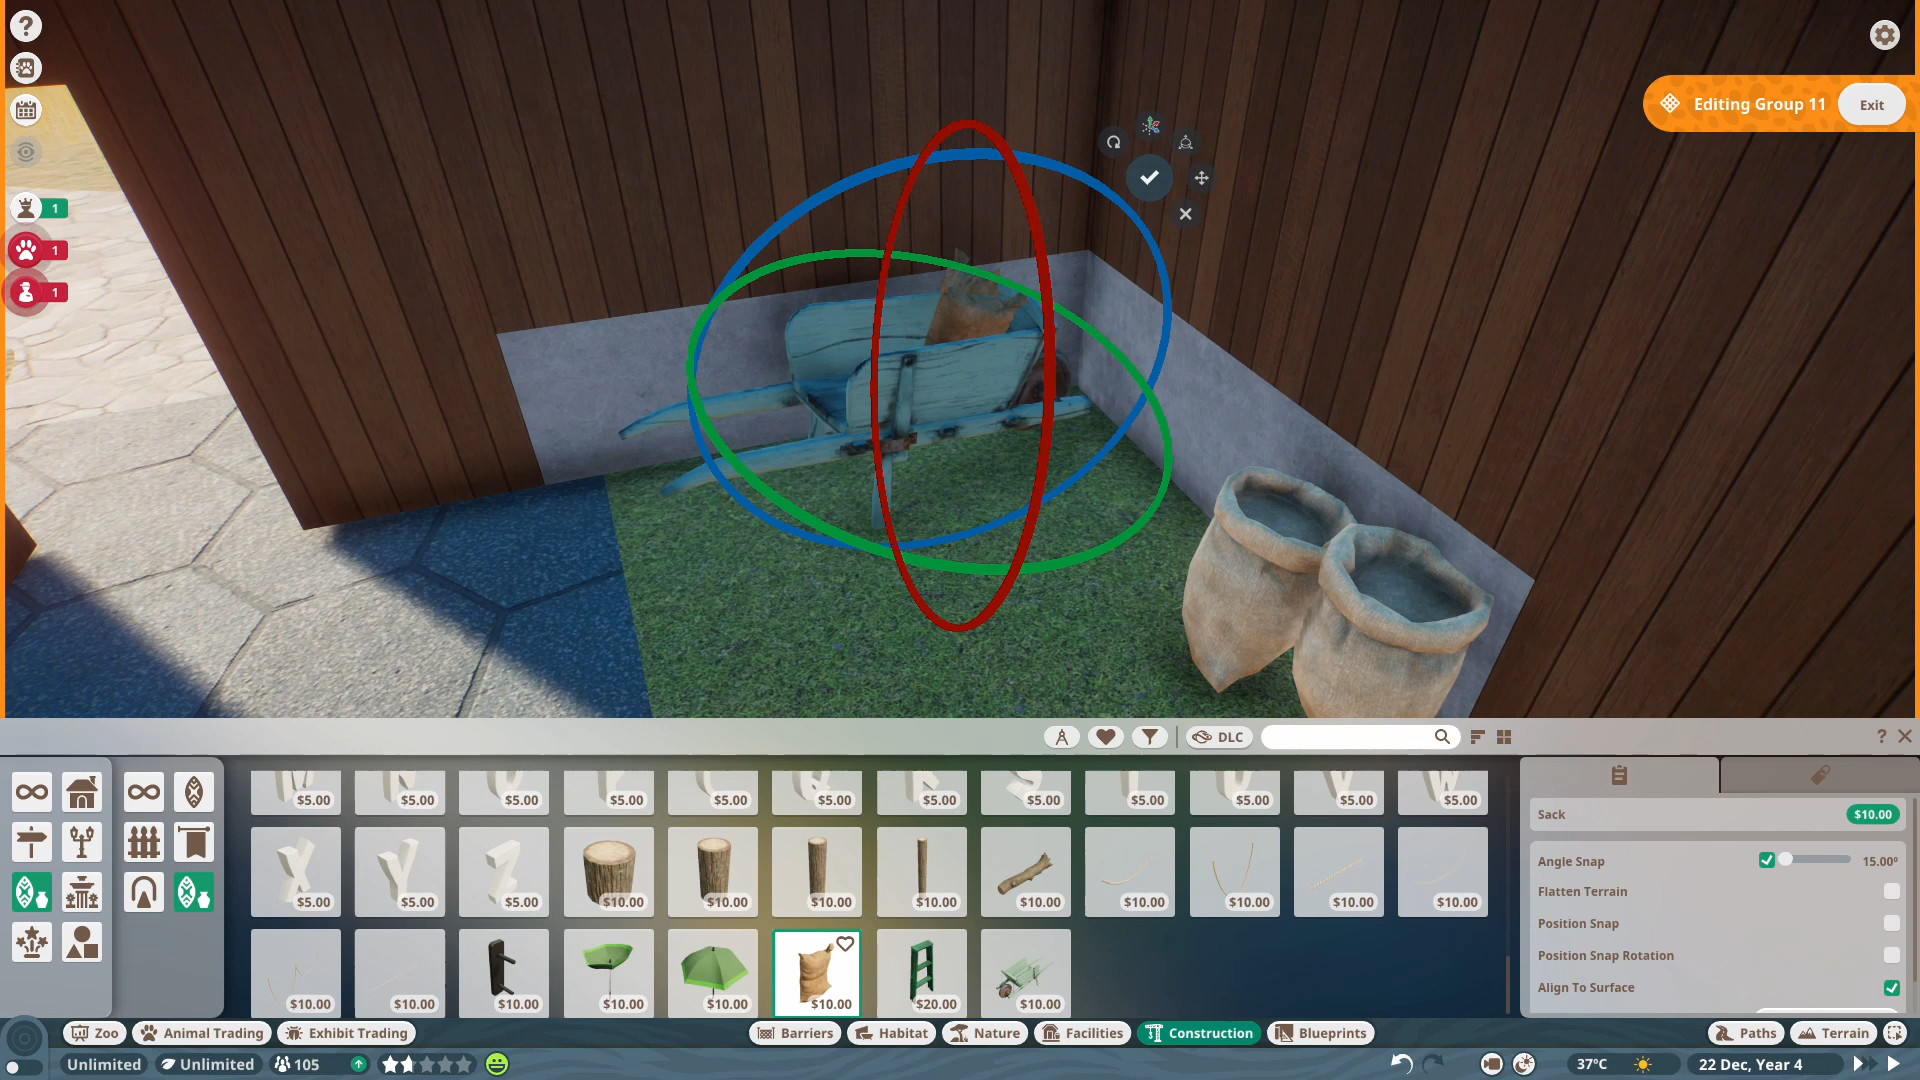 Editing Group 11
Exit
1
1
1
DLC
?
Sack
$10.00
Angle Snap
15.00°
Flatten Terrain
Position Snap
Position Snap Rotation
Align To Surface
$5.00 $5.00 $5.00 $5.00 $5.00 $5.00 $5.00 $5.00 $5.00 $5.00 $5.00 $5.00
$5.00 $5.00 $5.00 $10.00 $10.00 $10.00 $10.00 $10.00 $10.00 $10.00 $10.00 $10.00
$10.00 $10.00 $10.00 $10.00 $10.00 $10.00 $20.00 $10.00
Zoo
Animal Trading
Exhibit Trading
Barriers
Habitat
Nature
Facilities
Construction
Blueprints
Paths
Terrain
Unlimited
Unlimited
105
37°C
22 Dec, Year 4